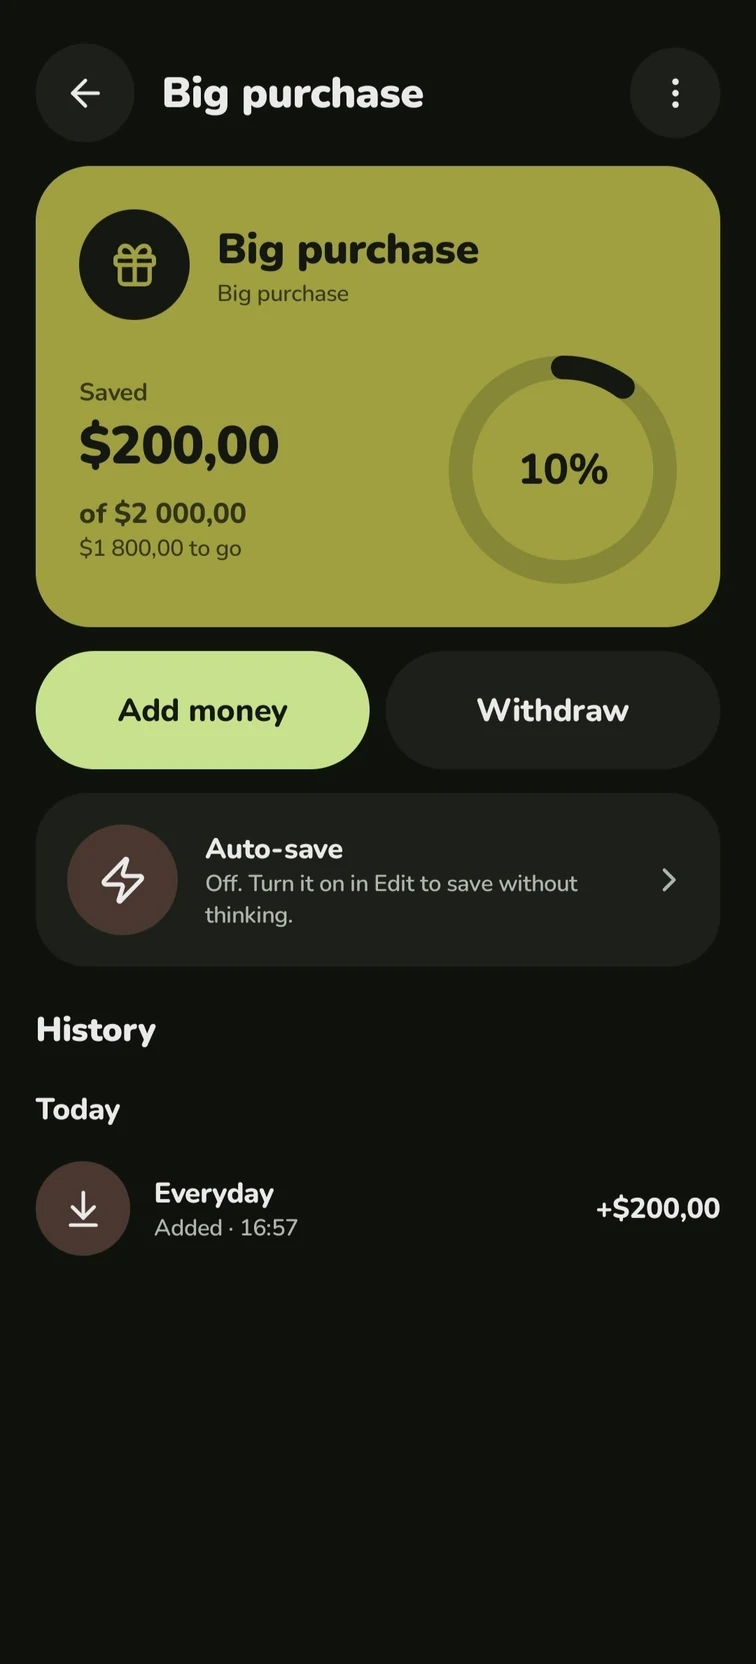 Big purchase
Big purchase
Big purchase
Saved
$200,00
of $2 000,00
$1 800,00 to go
10%
Add money
Withdraw
Auto-save
Off. Turn it on in Edit to save without
thinking.
History
Today
Everyday
Added · 16:57
+$200,00